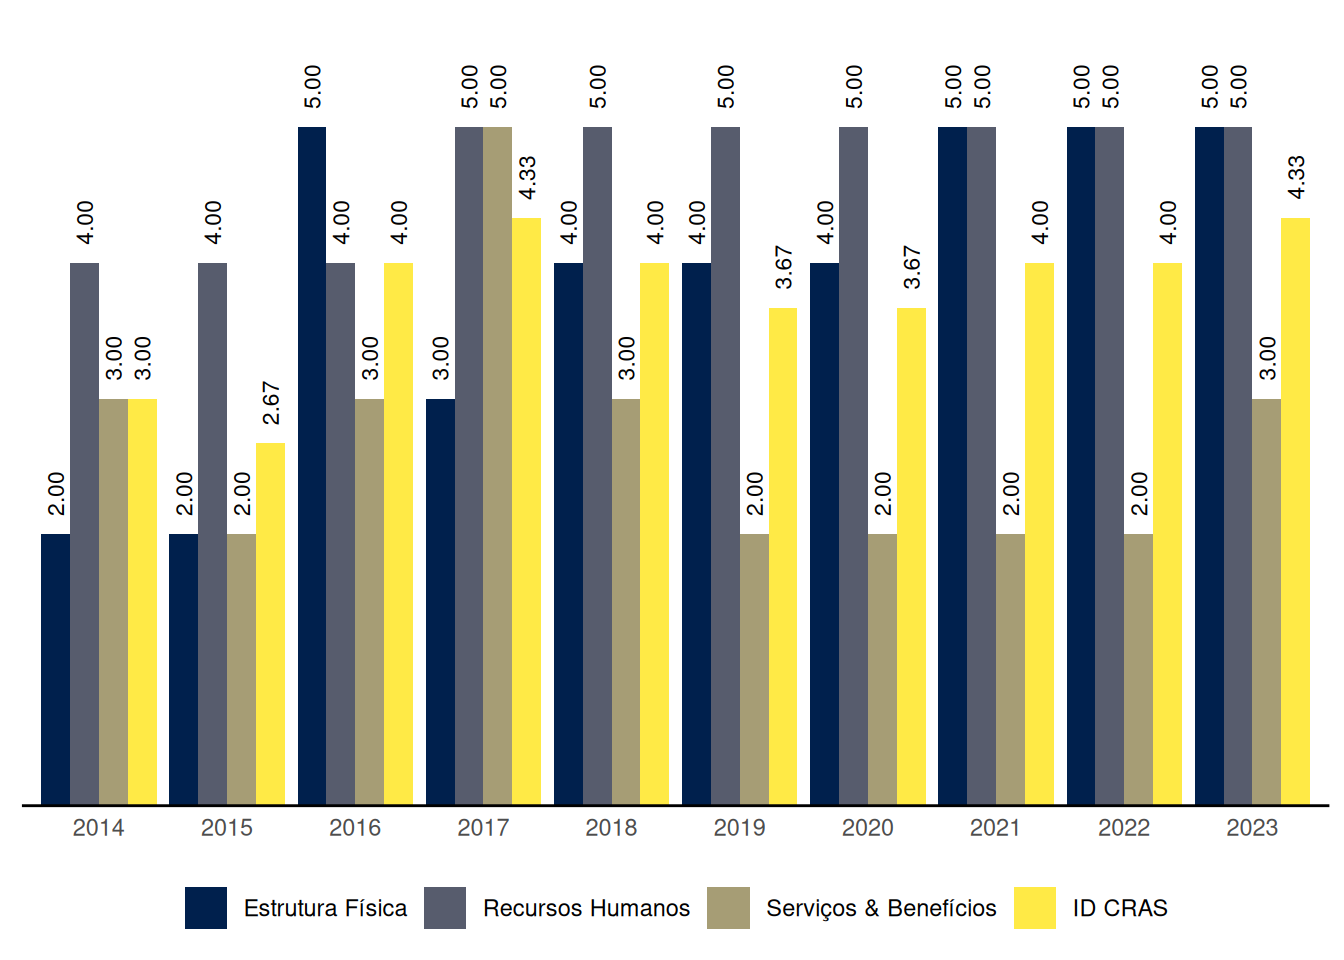 5.00 5.00 5.00 5.00 5.00 5.00 5.00 5.00 5.00 5.00 5.00 5.00
4.33 4.33
4.00 4.00 4.00 4.00 4.00 4.00 4.00 4.00 4.00 4.00
3.67 3.67
3.00 3.00 3.00 3.00 3.00 3.00
2.67
2.00 2.00 2.00 2.00 2.00 2.00 2.00
2014 2015 2016 2017 2018 2019 2020 2021 2022 2023
Estrutura Física Recursos Humanos Serviços & Benefícios ID CRAS